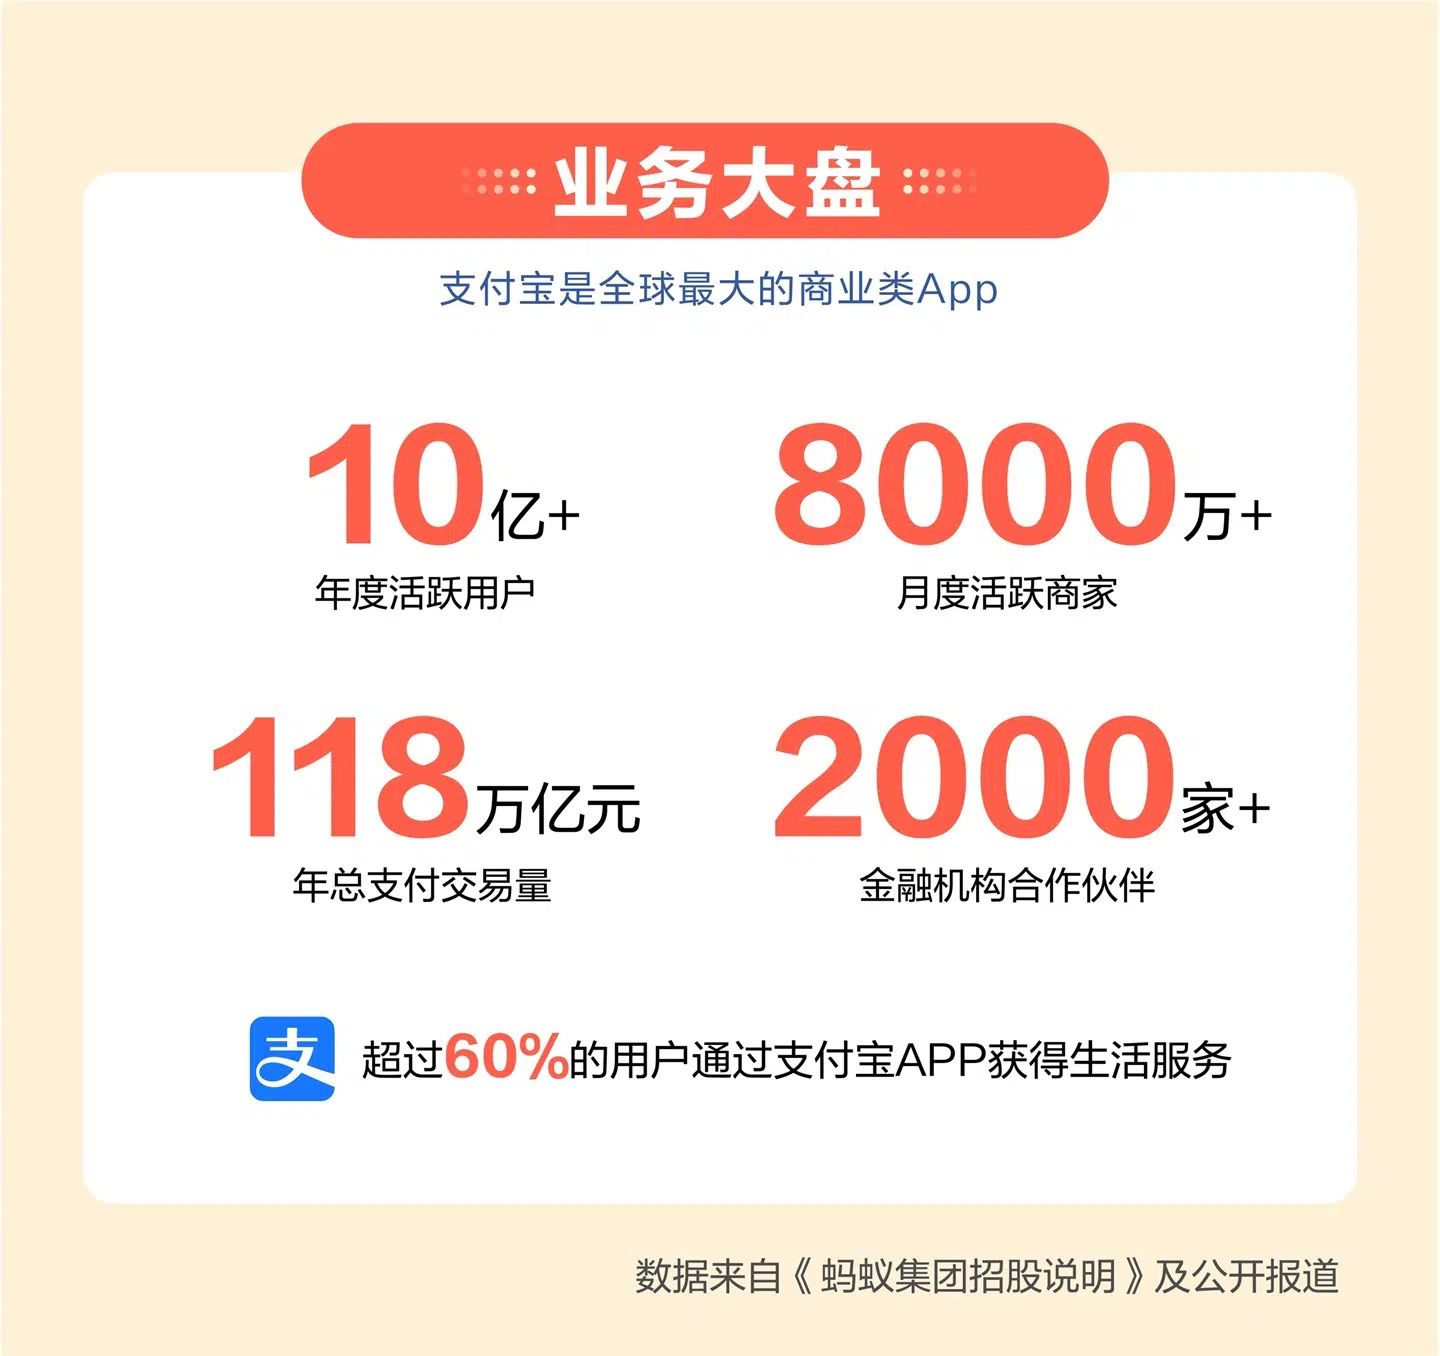 业务大盘
支付宝是全球最大的商业类App
10亿+
年度活跃用户
8000万+
月度活跃商家
118万亿元
年总支付交易量
2000家+
金融机构合作伙伴
支 超过60%的用户通过支付宝APP获得生活服务
数据来自《蚂蚁集团招股说明》及公开报道